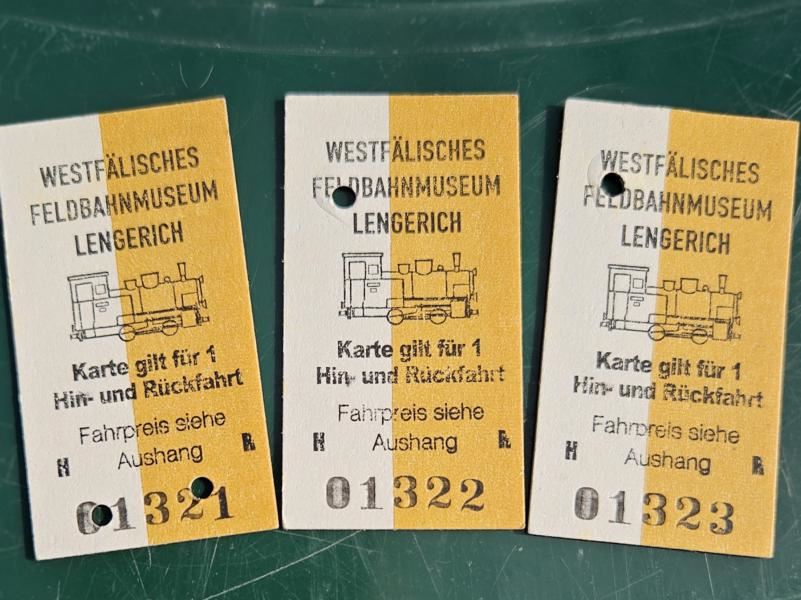 WESTFÄLISCHES
FELDBAHNMUSEUM
LENGERICH
Karte gilt für 1
Hin- und Rückfahrt
Fahrpreis siehe
H Aushang R
01321
WESTFÄLISCHES
FELDBAHNMUSEUM
LENGERICH
Karte gilt für 1
Hin- und Rückfahrt
Fahrpreis siehe
H Aushang R
01322
WESTFÄLISCHES
FELDBAHNMUSEUM
LENGERICH
Karte gilt für 1
Hin- und Rückfahrt
Fahrpreis siehe
H Aushang R
01323